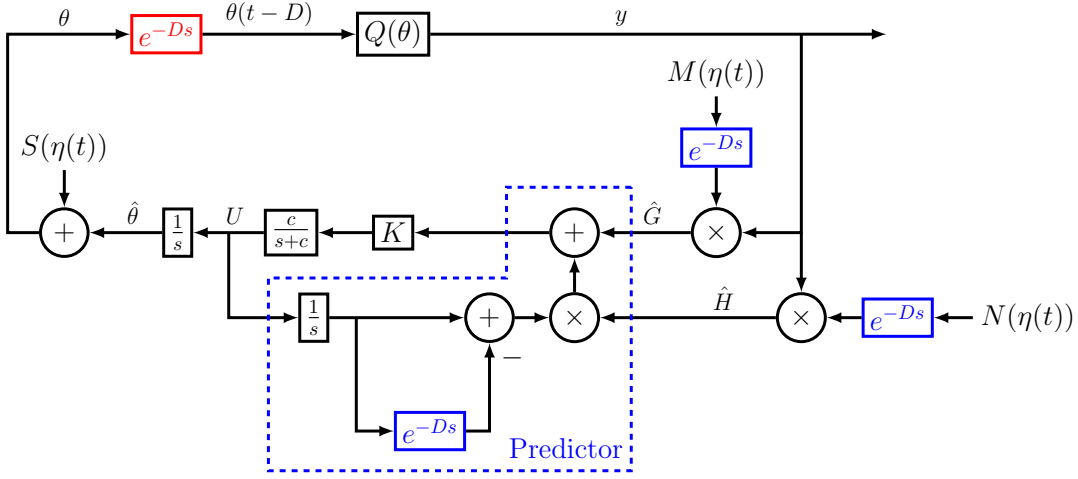 θ
e^{-Ds}
θ(t − D)
Q(θ)
y
M(η(t))
e^{-Ds}
S(η(t))
+
θ̂
1/s
U
c/(s+c)
K
+
Ĝ
×
1/s
+
−
×
Ĥ
×
e^{-Ds}
N(η(t))
e^{-Ds}
Predictor